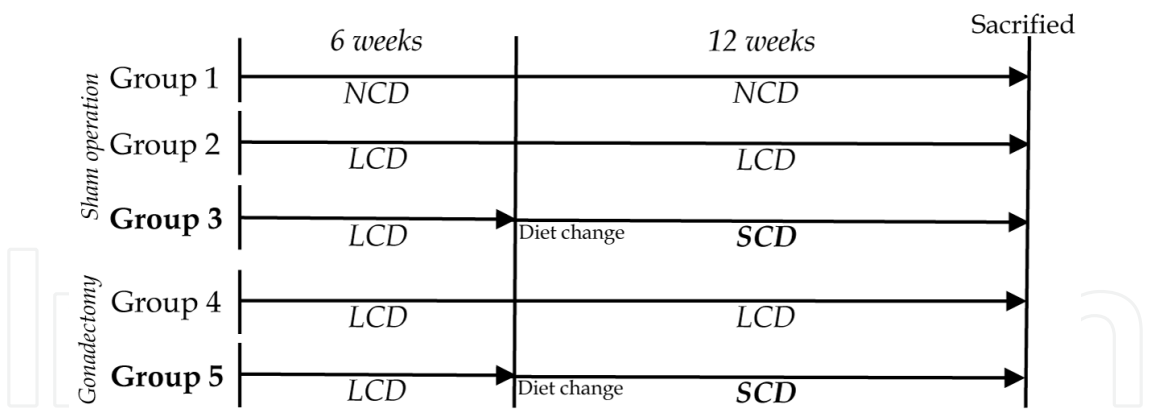 Sacrified
6 weeks 12 weeks
Sham operation
Group 1 NCD NCD
Group 2 LCD LCD
Group 3 LCD Diet change SCD
Gonadectomy
Group 4 LCD LCD
Group 5 LCD Diet change SCD